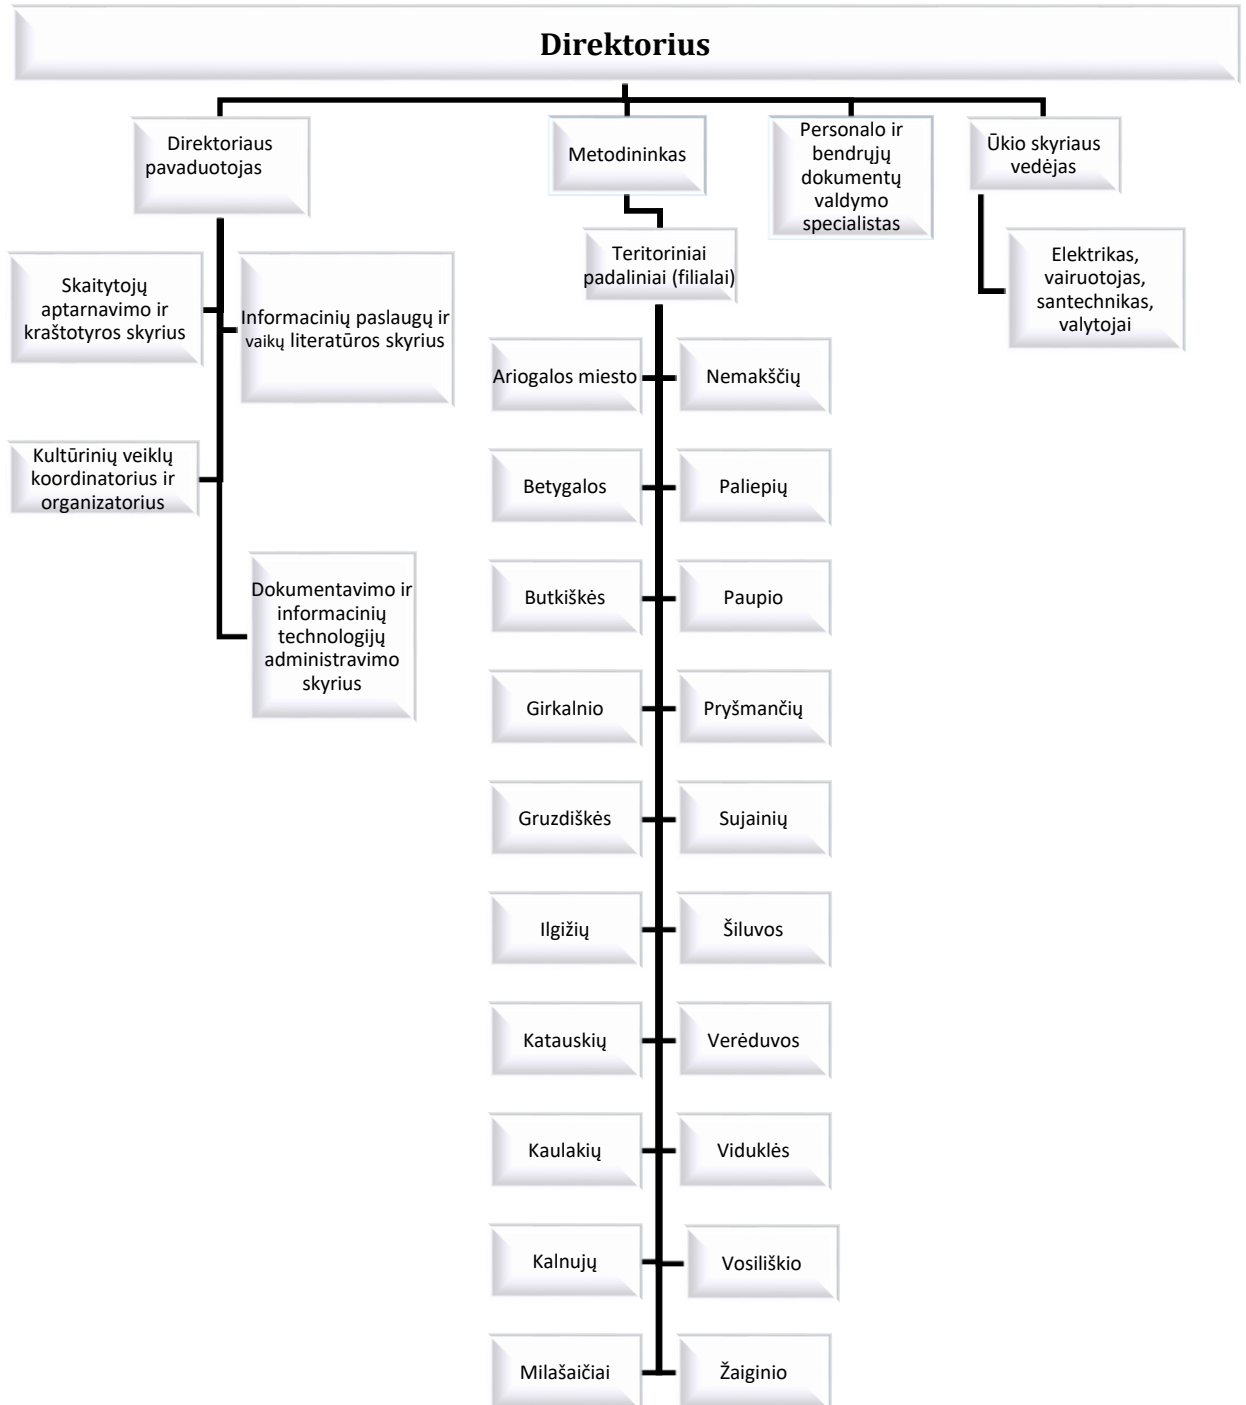 Direktorius
Direktoriaus
pavaduotojas
Metodininkas
Personalo ir
bendrųjų
dokumentų
valdymo
specialistas
Ūkio skyriaus
vedėjas
Skaitytojų
aptarnavimo ir
kraštotyros skyrius
Informacinių paslaugų ir
vaikų literatūros skyrius
Kultūrinių veiklų
koordinatorius ir
organizatorius
Dokumentavimo ir
informacinių
technologijų
administravimo
skyrius
Teritoriniai
padaliniai (filialai)
Elektrikas,
vairuotojas,
santechnikas,
valytojai
Ariogalos miesto
Nemakščių
Betygalos
Paliepių
Butkiškės
Paupio
Girkalnio
Pryšmančių
Gruzdiškės
Sujainių
Ilgižių
Šiluvos
Katauskių
Verėduvos
Kaulakių
Viduklės
Kalnujų
Vosiliškio
Milašaičiai
Žaiginio